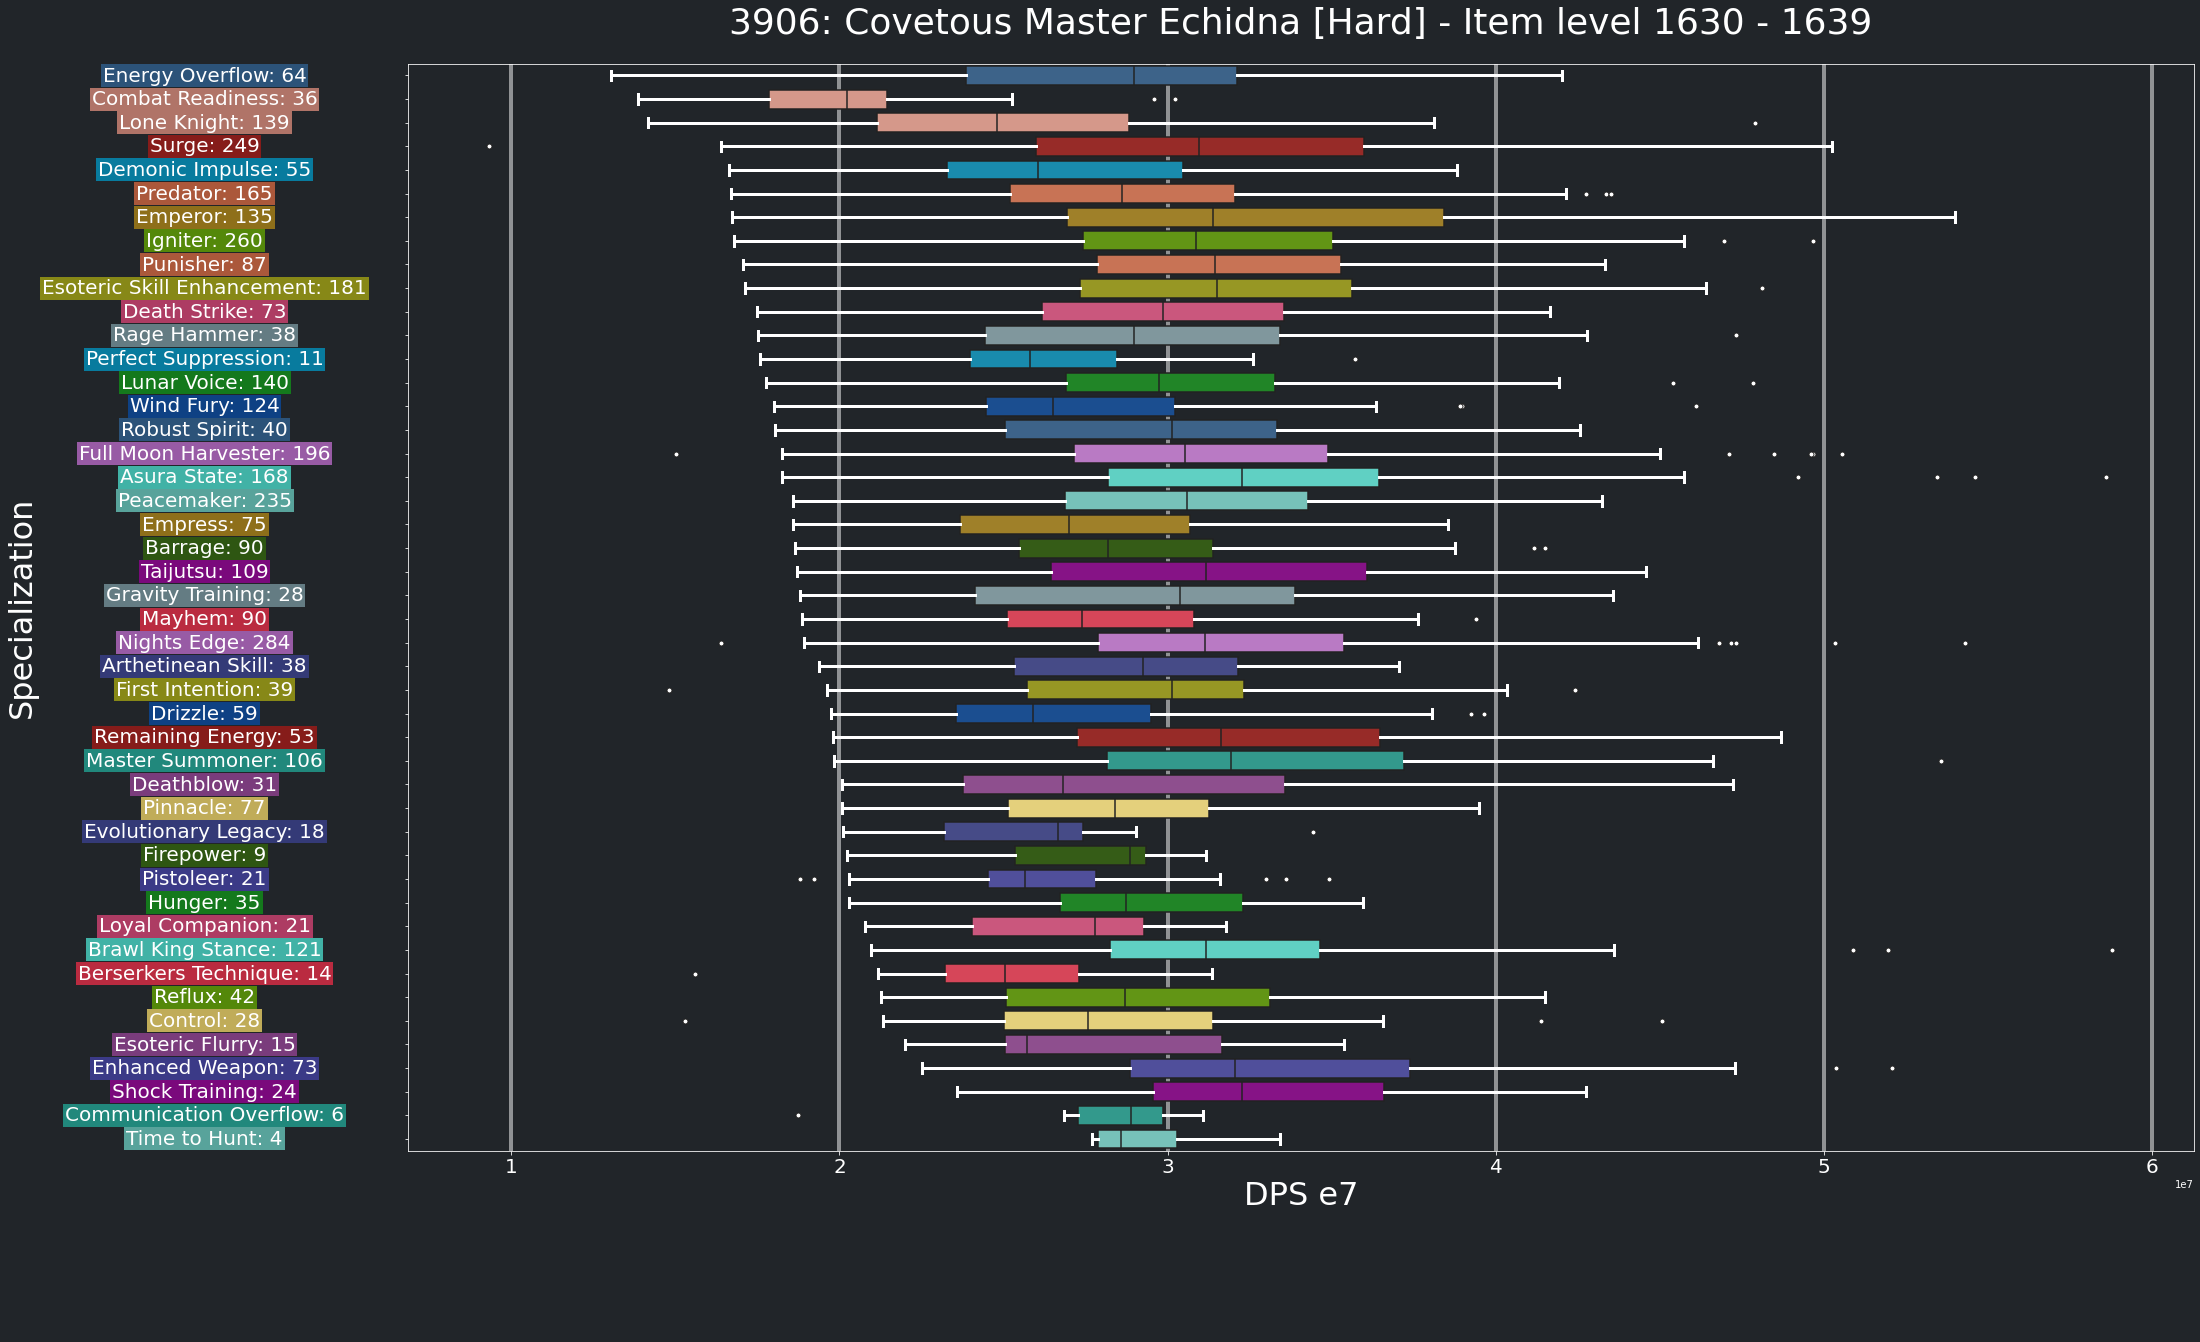 3906: Covetous Master Echidna [Hard] - Item level 1630 - 1639
Specialization
Energy Overflow: 64
Combat Readiness: 36
Lone Knight: 139
Surge: 249
Demonic Impulse: 55
Predator: 165
Emperor: 135
Igniter: 260
Punisher: 87
Esoteric Skill Enhancement: 181
Death Strike: 73
Rage Hammer: 38
Perfect Suppression: 11
Lunar Voice: 140
Wind Fury: 124
Robust Spirit: 40
Full Moon Harvester: 196
Asura State: 168
Peacemaker: 235
Empress: 75
Barrage: 90
Taijutsu: 109
Gravity Training: 28
Mayhem: 90
Nights Edge: 284
Arthetinean Skill: 38
First Intention: 39
Drizzle: 59
Remaining Energy: 53
Master Summoner: 106
Deathblow: 31
Pinnacle: 77
Evolutionary Legacy: 18
Firepower: 9
Pistoleer: 21
Hunger: 35
Loyal Companion: 21
Brawl King Stance: 121
Berserkers Technique: 14
Reflux: 42
Control: 28
Esoteric Flurry: 15
Enhanced Weapon: 73
Shock Training: 24
Communication Overflow: 6
Time to Hunt: 4
1 2 3 4 5 6
DPS e7
1e7